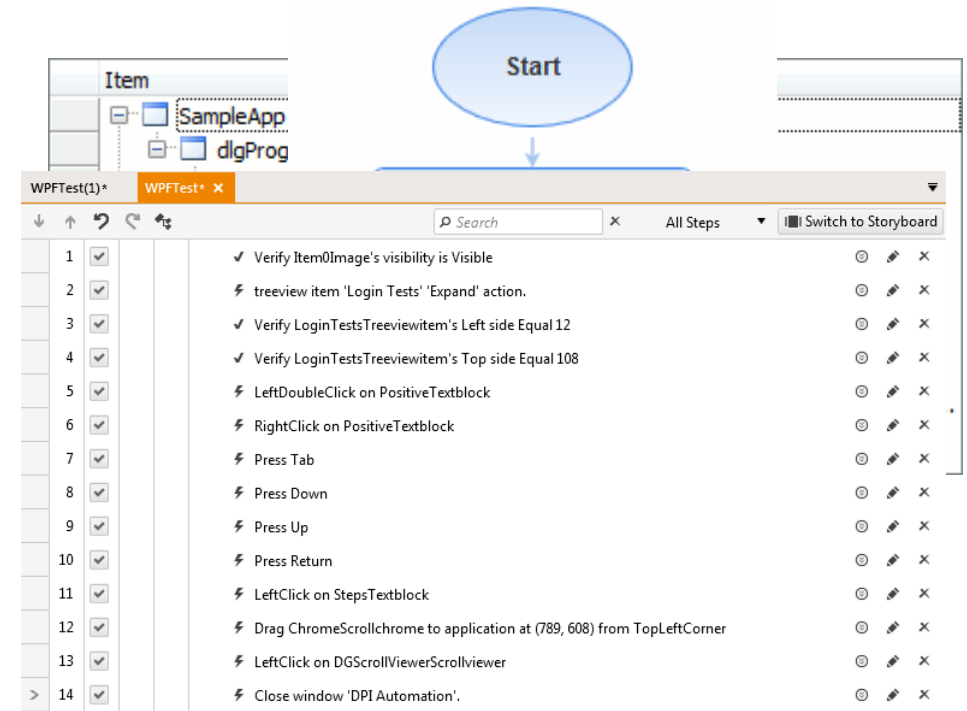 Start
Item
SampleApp
dlgProg
WPFTest(1)* WPFTest* ×
Search × All Steps Switch to Storyboard
1 Verify Item0Image's visibility is Visible
2 treeview item 'Login Tests' 'Expand' action.
3 Verify LoginTestsTreeviewitem's Left side Equal 12
4 Verify LoginTestsTreeviewitem's Top side Equal 108
5 LeftDoubleClick on PositiveTextblock
6 RightClick on PositiveTextblock
7 Press Tab
8 Press Down
9 Press Up
10 Press Return
11 LeftClick on StepsTextblock
12 Drag ChromeScrollchrome to application at (789, 608) from TopLeftCorner
13 LeftClick on DGScrollViewerScrollviewer
14 Close window 'DPI Automation'.